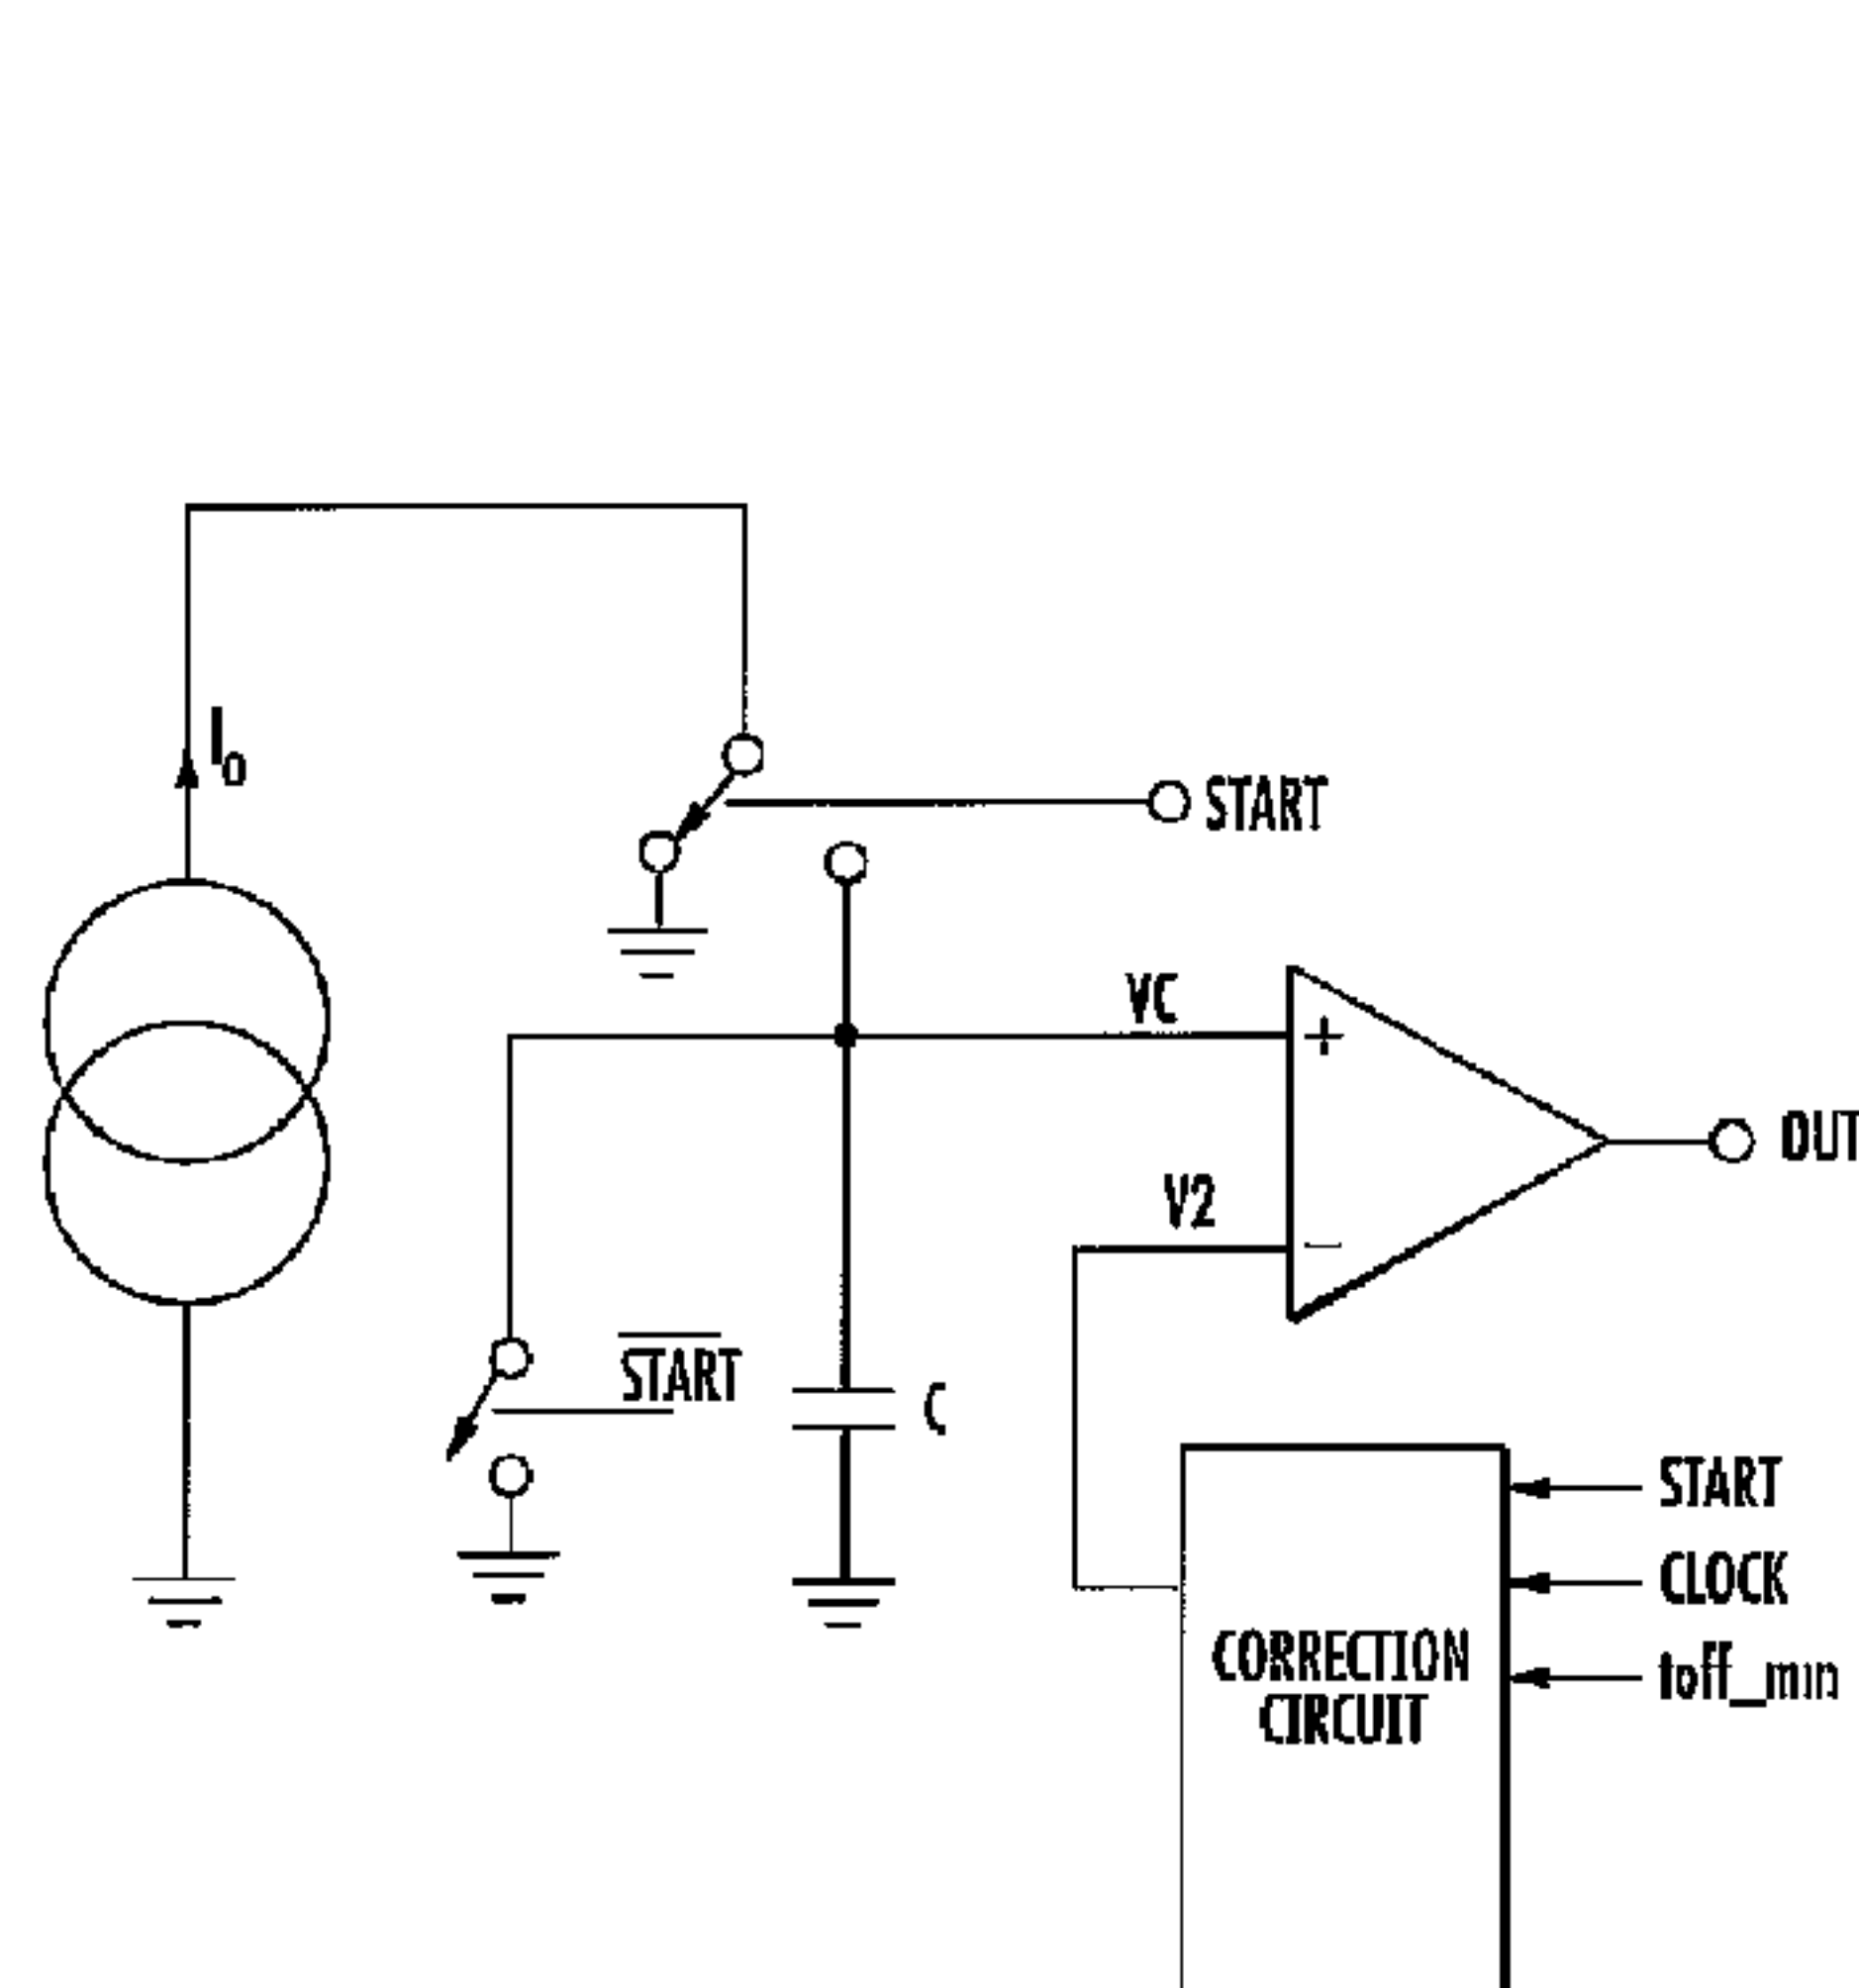 I0
START
VC
+
OUT
V2
−
START
C
START
CLOCK
toff_min
CORRECTION
CIRCUIT